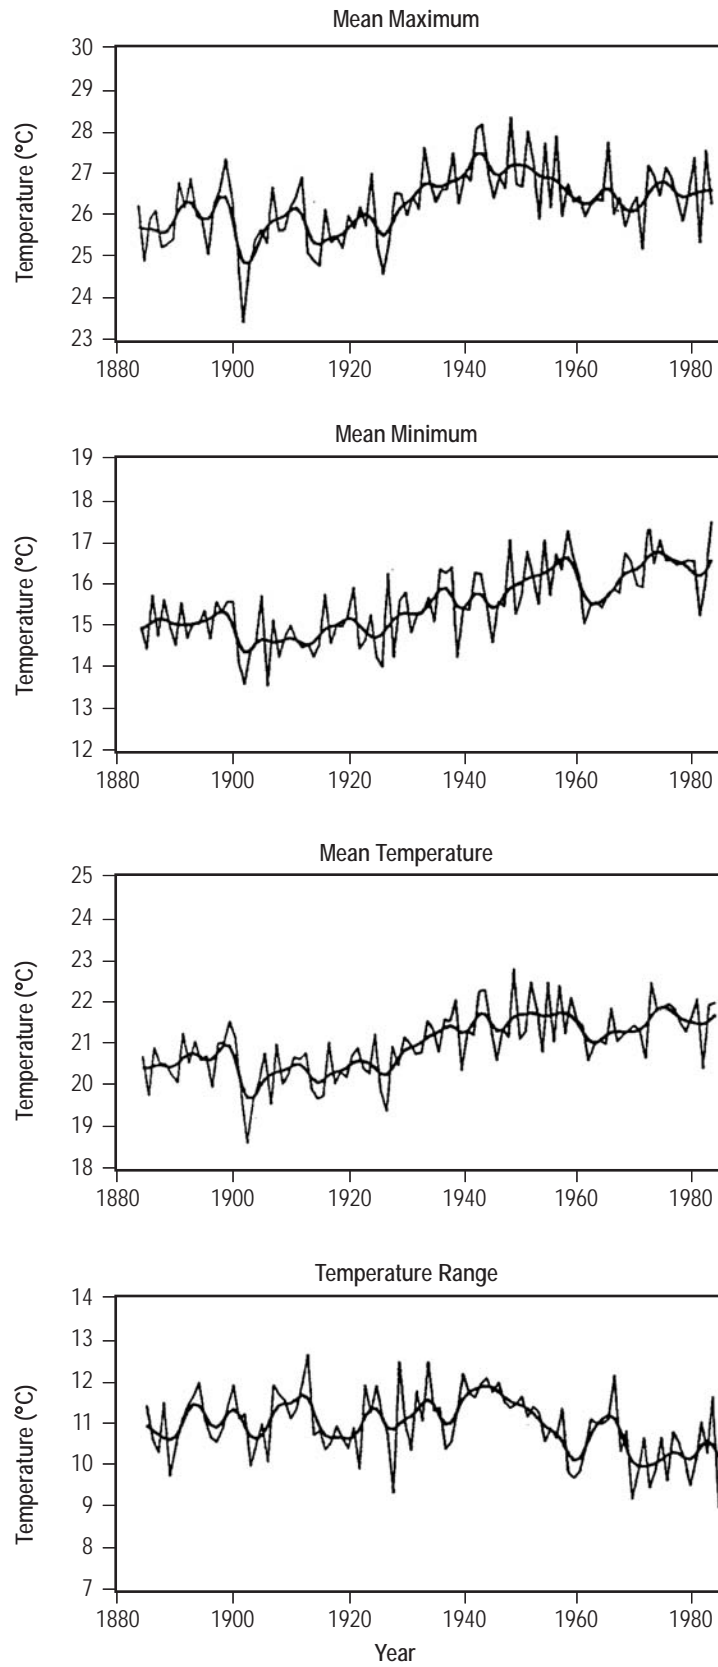 Mean Maximum
Temperature (°C)
30
29
28
27
26
25
24
23
1880 1900 1920 1940 1960 1980
Mean Minimum
Temperature (°C)
19
18
17
16
15
14
13
12
1880 1900 1920 1940 1960 1980
Mean Temperature
Temperature (°C)
25
24
23
22
21
20
19
18
1880 1900 1920 1940 1960 1980
Temperature Range
Temperature (°C)
14
13
12
11
10
9
8
7
1880 1900 1920 1940 1960 1980
Year